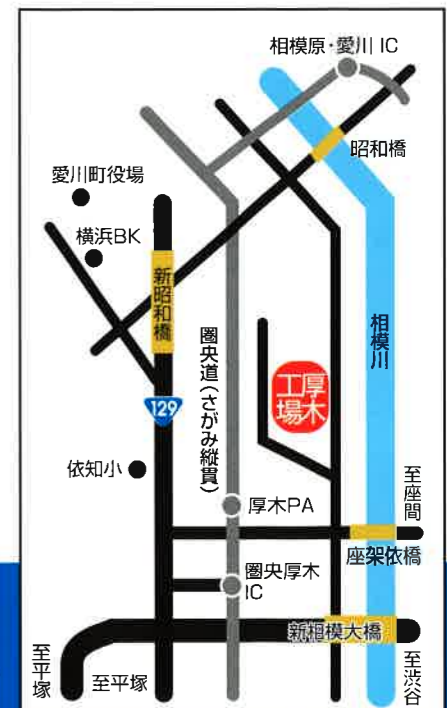 相模原・愛川 IC
昭和橋
愛川町役場
横浜BK
新昭和橋
相模川
圏央道(さがみ縦貫)
厚木
工場
129
依知小
厚木PA
至座間
座架依橋
圏央厚木
IC
新相模大橋
至平塚
至平塚
至渋谷